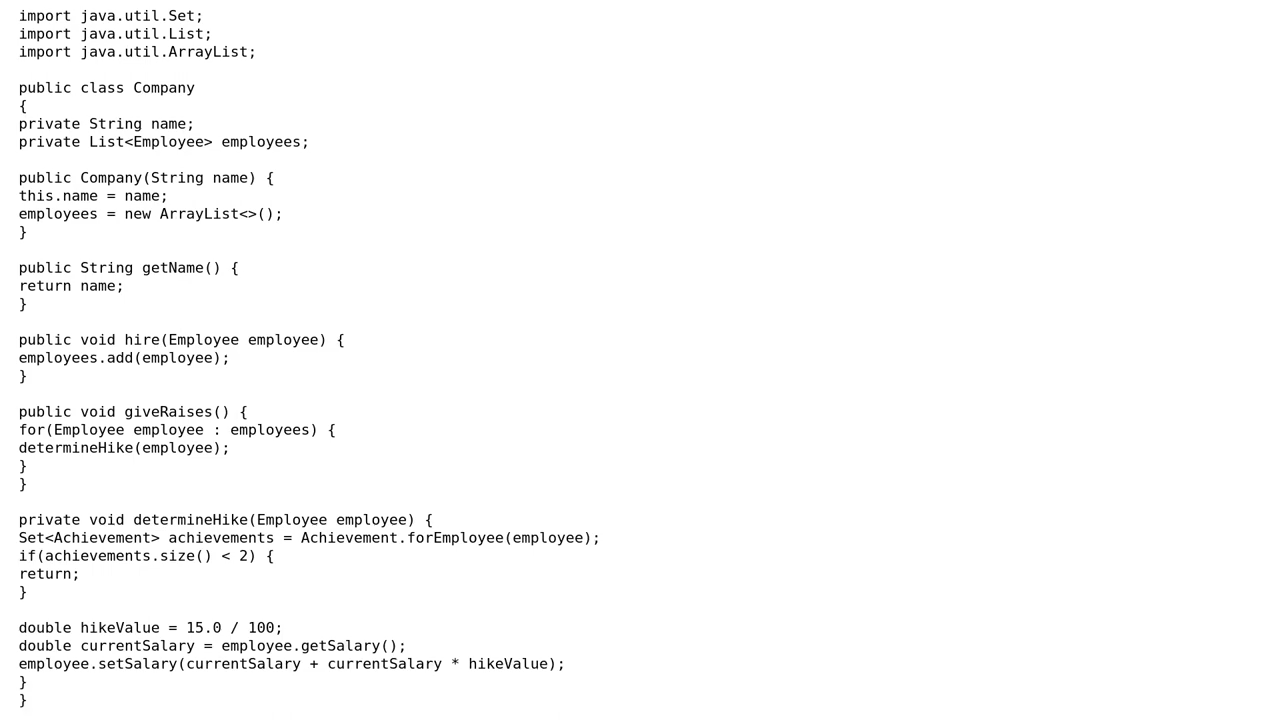 import java.util.Set;
import java.util.List;
import java.util.ArrayList;

public class Company
{
private String name;
private List<Employee> employees;

public Company(String name) {
this.name = name;
employees = new ArrayList<>();
}

public String getName() {
return name;
}

public void hire(Employee employee) {
employees.add(employee);
}

public void giveRaises() {
for(Employee employee : employees) {
determineHike(employee);
}
}

private void determineHike(Employee employee) {
Set<Achievement> achievements = Achievement.forEmployee(employee);
if(achievements.size() < 2) {
return;
}

double hikeValue = 15.0 / 100;
double currentSalary = employee.getSalary();
employee.setSalary(currentSalary + currentSalary * hikeValue);
}
}